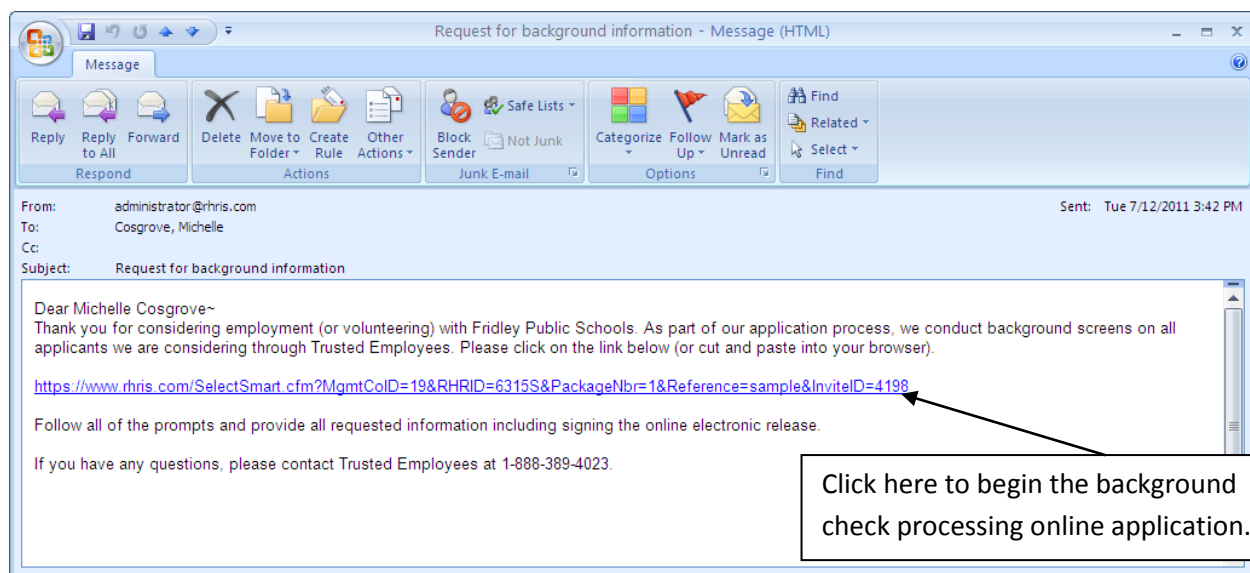 Request for background information - Message (HTML)
Message
Reply
Reply to All
Forward
Delete
Move to Folder
Create Rule
Other Actions
Block Sender
Safe Lists
Not Junk
Categorize
Follow Up
Mark as Unread
Find
Related
Select
Respond
Actions
Junk E-mail
Options
Find
From: administrator@rhris.com
Sent: Tue 7/12/2011 3:42 PM
To: Cosgrove, Michelle
Cc:
Subject: Request for background information
Dear Michelle Cosgrove~
Thank you for considering employment (or volunteering) with Fridley Public Schools. As part of our application process, we conduct background screens on all
applicants we are considering through Trusted Employees. Please click on the link below (or cut and paste into your browser).
https://www.rhris.com/SelectSmart.cfm?MgmtCoID=19&RHRID=6315S&PackageNbr=1&Reference=sample&InviteID=4198
Follow all of the prompts and provide all requested information including signing the online electronic release.
If you have any questions, please contact Trusted Employees at 1-888-389-4023.
Click here to begin the background
check processing online application.